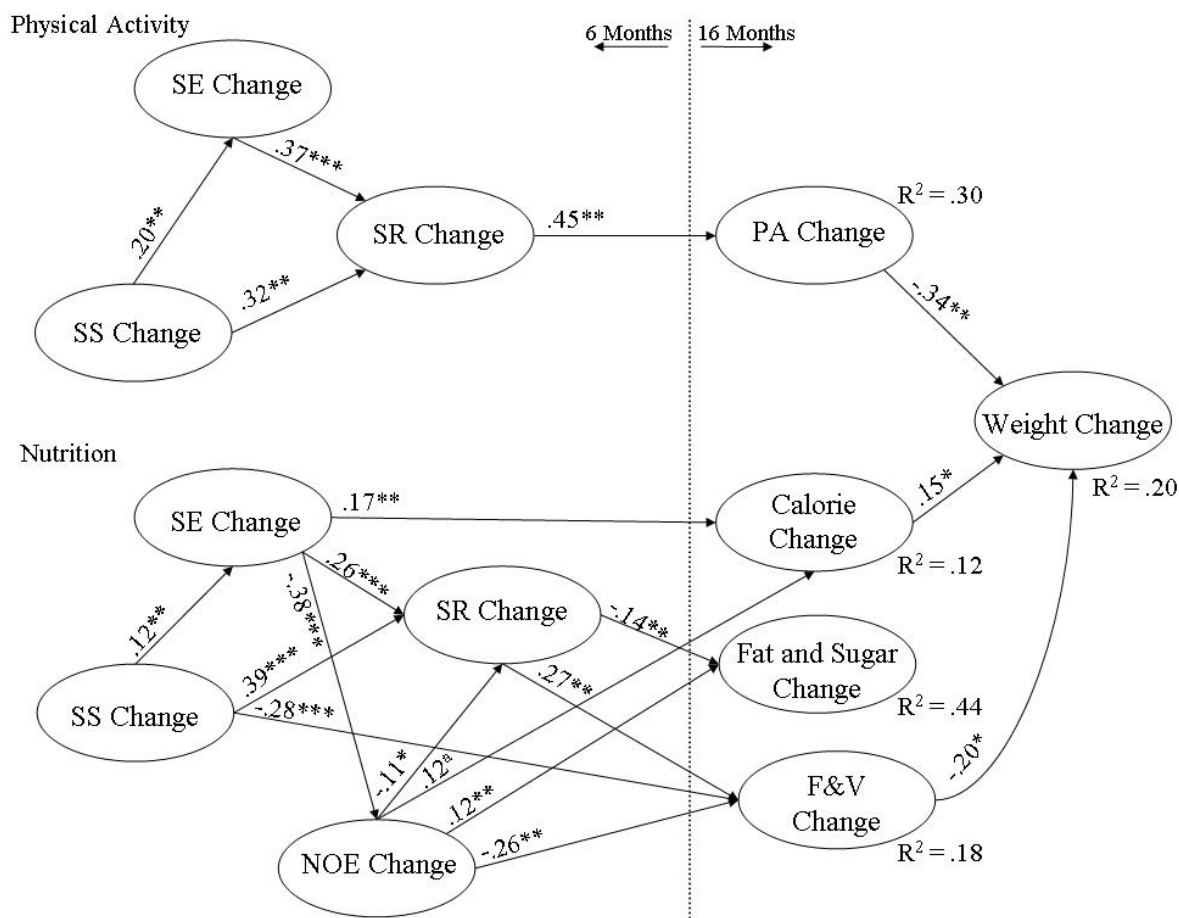 Physical Activity
6 Months
16 Months
SE Change
.37***
.20**
SR Change
.45**
PA Change
R² = .30
.32**
SS Change
-.34**
Weight Change
R² = .20
Nutrition
SE Change
.17**
Calorie
Change
.15*
R² = .12
.26***
-.38***
SR Change
-.14**
.12**
.39***
Fat and Sugar
Change
R² = .44
SS Change
-.28***
.27**
-.11*
.12ª
.12**
-.20*
F&V
Change
R² = .18
NOE Change
-.26**